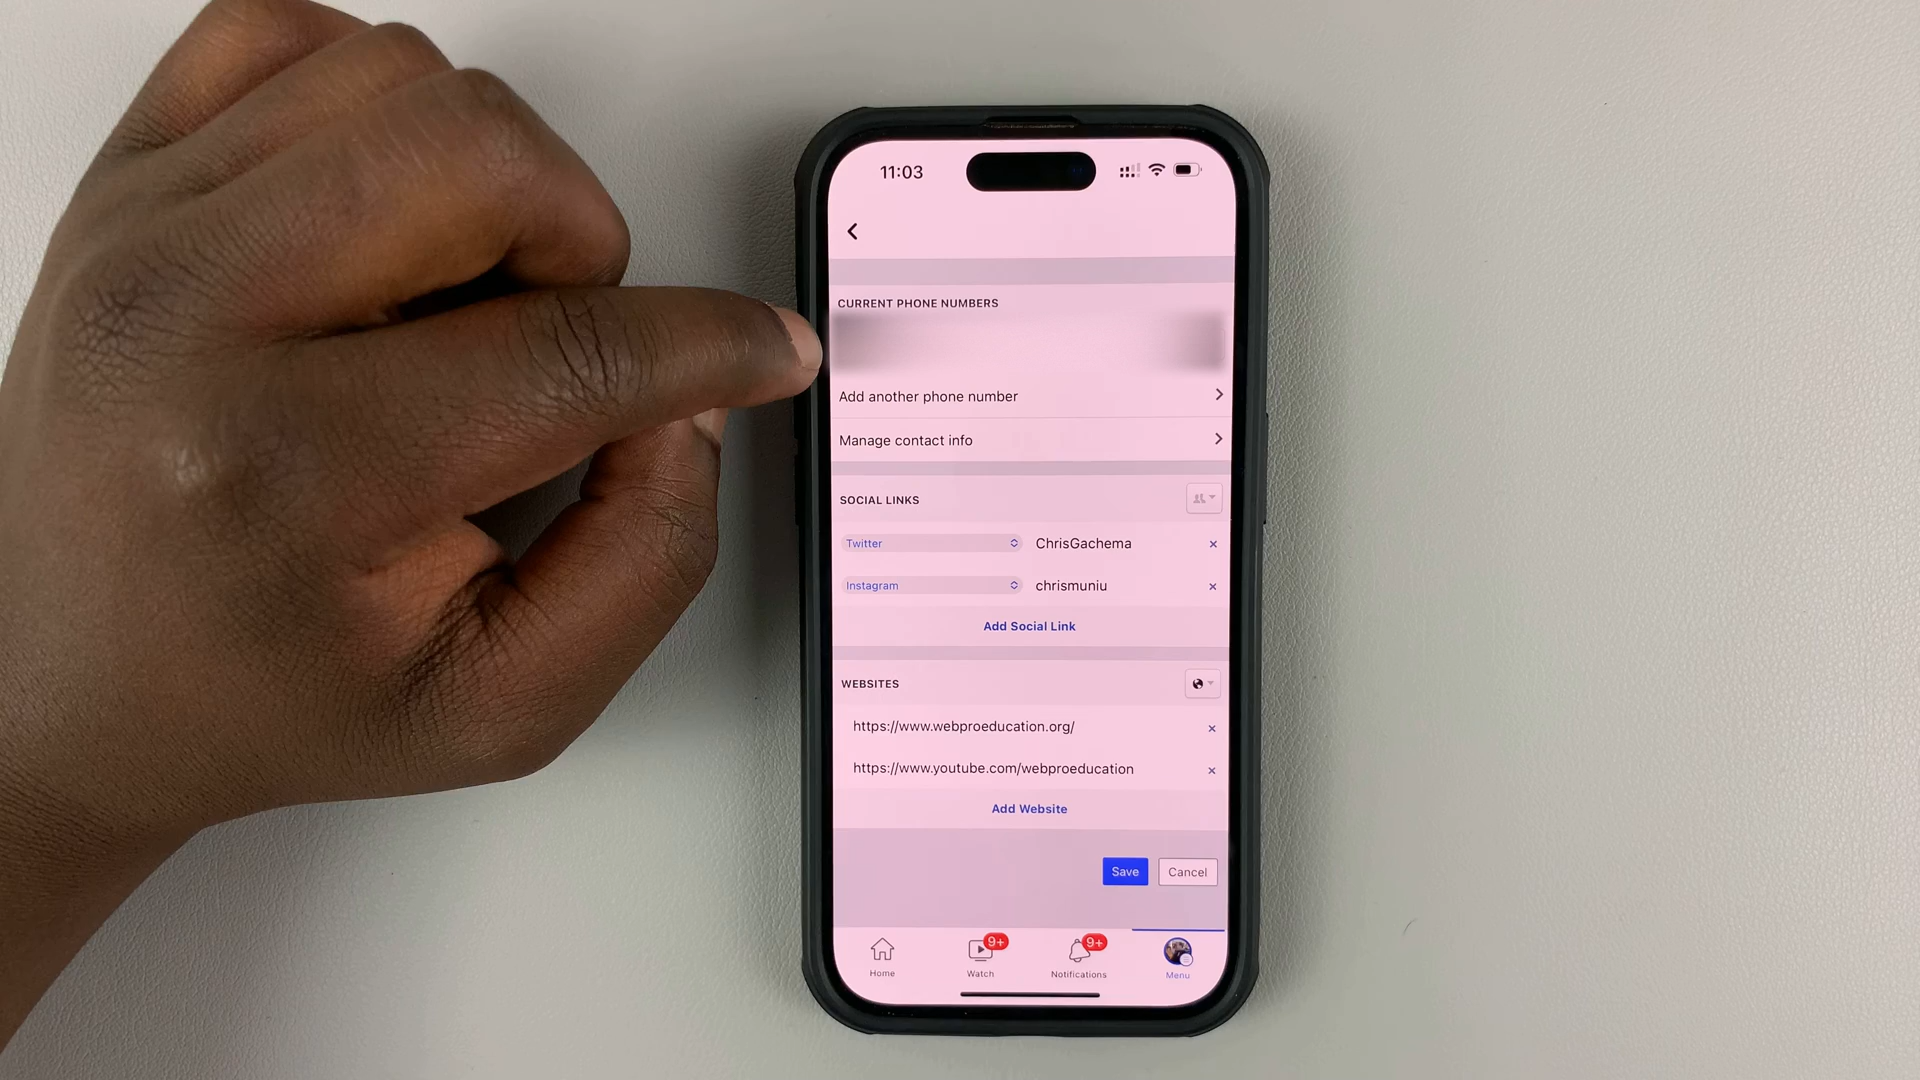 11:03
CURRENT PHONE NUMBERS
Add another phone number
Manage contact info
SOCIAL LINKS
Twitter ChrisGachema
Instagram chrismuniu
Add Social Link
WEBSITES
https://www.webproeducation.org/
https://www.youtube.com/webproeducation
Add Website
Save Cancel
9+ 9+
Home Watch Notifications Menu